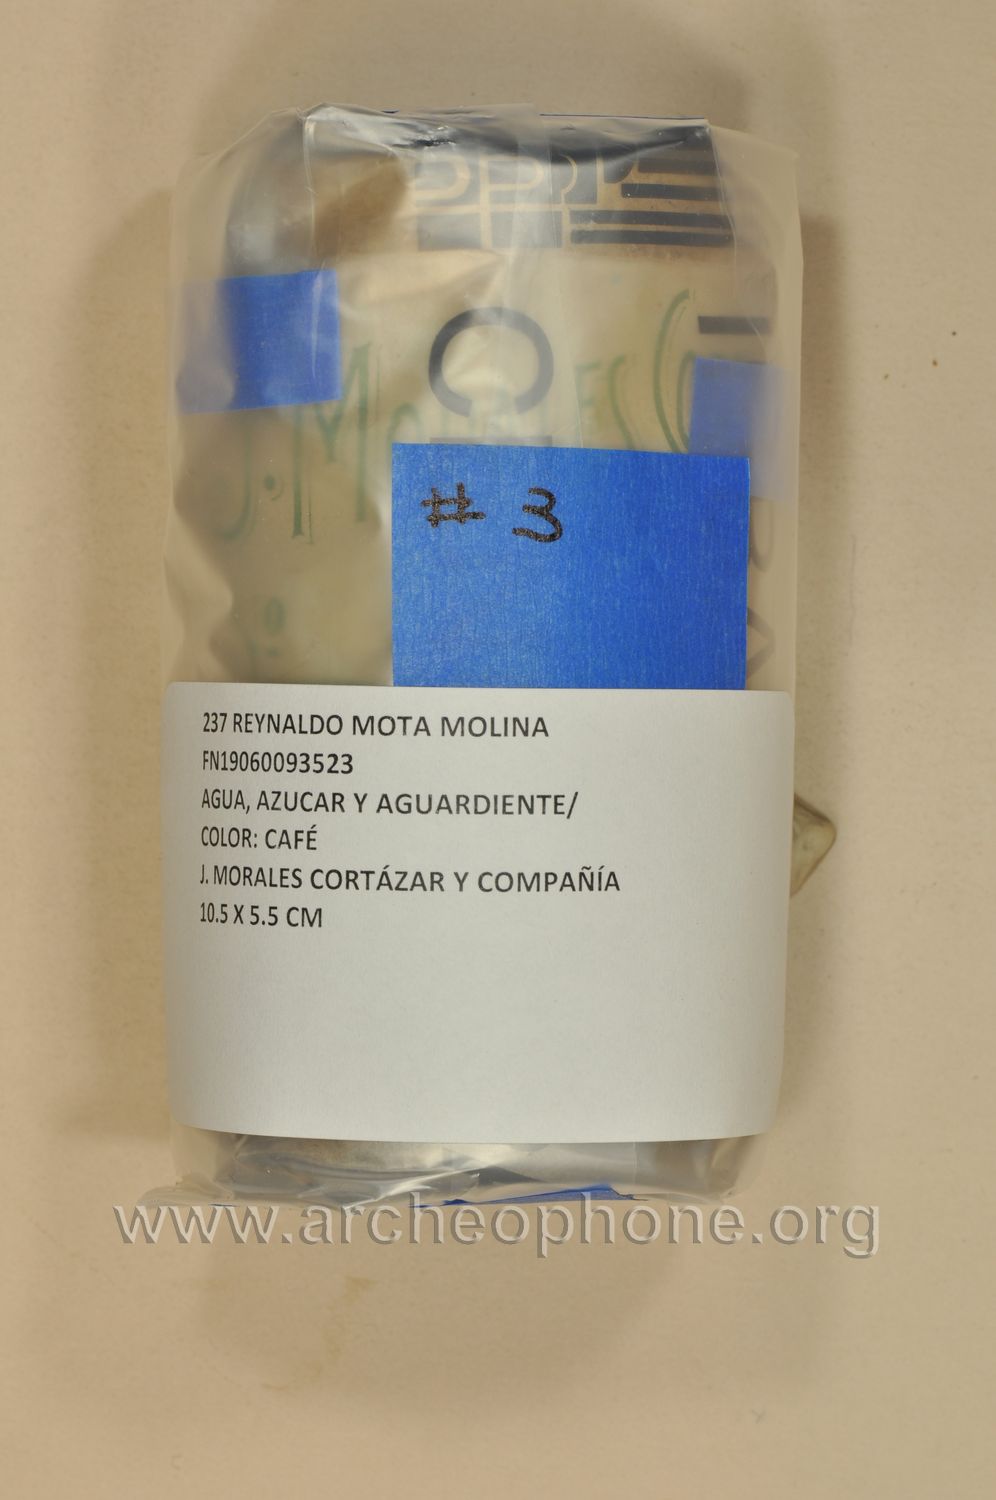 # 3
237 REYNALDO MOTA MOLINA
FN19060093523
AGUA, AZUCAR Y AGUARDIENTE/
COLOR: CAFÉ
J. MORALES CORTÁZAR Y COMPAÑÍA
10.5 X 5.5 CM
www.archeophone.org